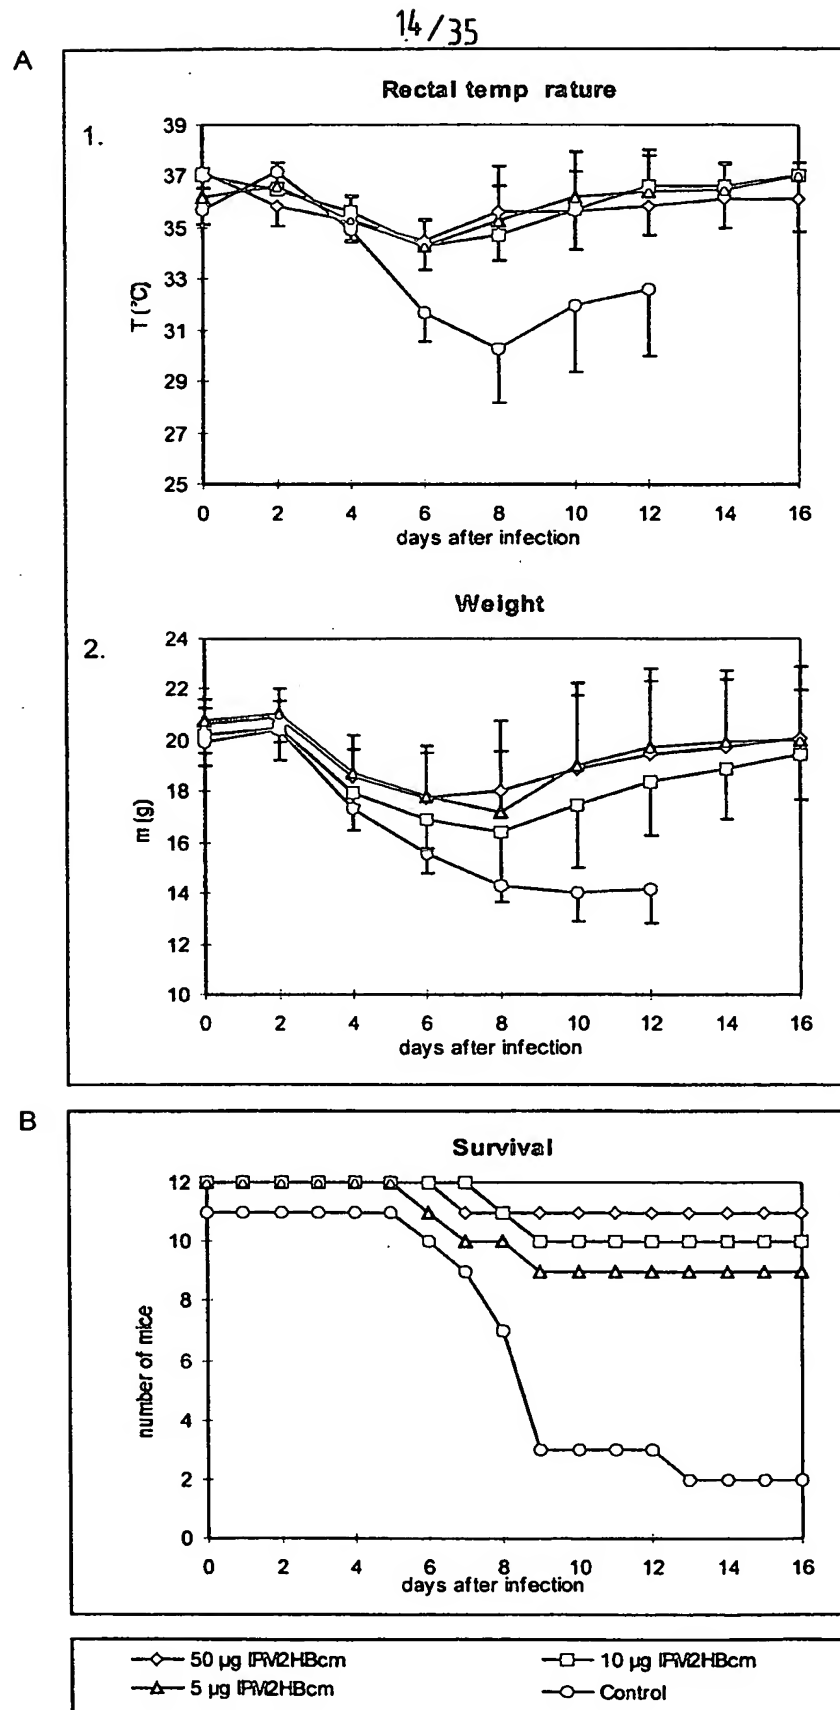 14/35
A
Rectal temp rature
1.
39
37
35
33
31
29
27
25
T (°C)
0 2 4 6 8 10 12 14 16
days after infection
Weight
2.
24
22
20
18
16
14
12
10
m (g)
0 2 4 6 8 10 12 14 16
days after infection
B
Survival
12
10
8
6
4
2
0
number of mice
0 2 4 6 8 10 12 14 16
days after infection
50 µg IPM2HBcm 10 µg IPM2HBcm
5 µg IPM2HBcm Control